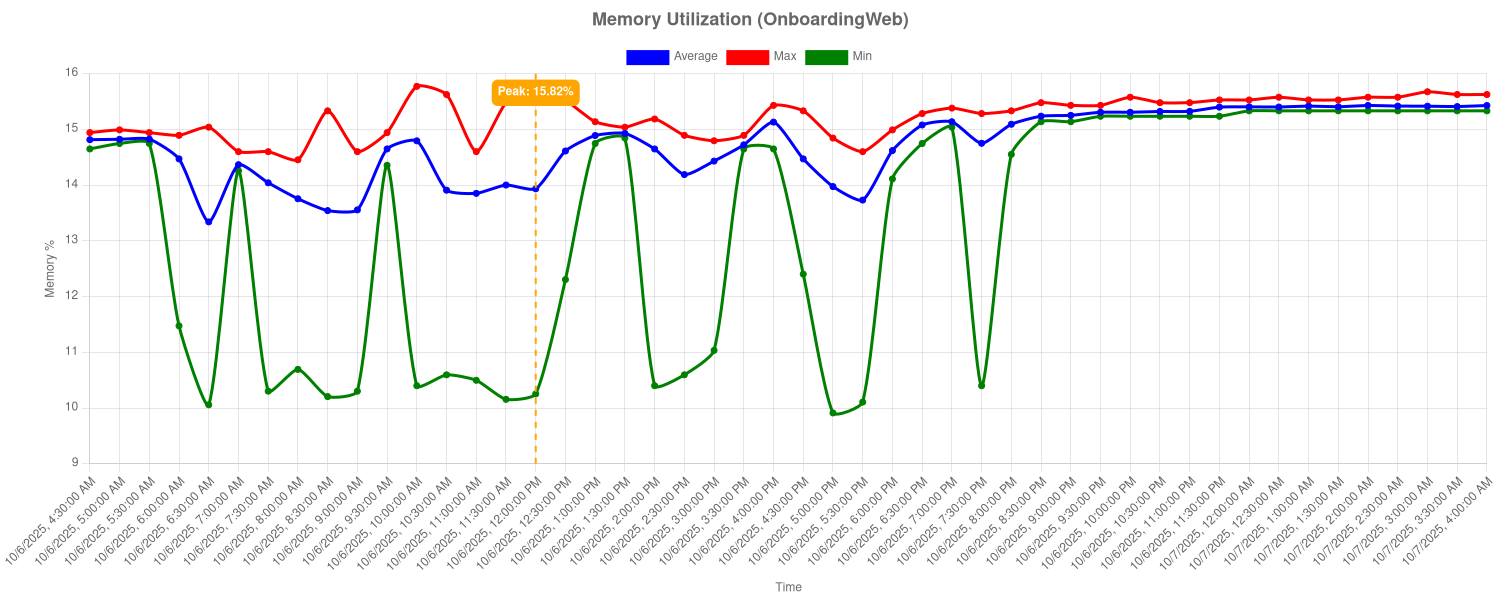 Memory Utilization (OnboardingWeb)
Average Max Min
Peak: 15.82%
16
15
14
13
12
11
10
9
Memory %
10/6/2025, 4:30:00 AM
10/6/2025, 5:00:00 AM
10/6/2025, 5:30:00 AM
10/6/2025, 6:00:00 AM
10/6/2025, 6:30:00 AM
10/6/2025, 7:00:00 AM
10/6/2025, 7:30:00 AM
10/6/2025, 8:00:00 AM
10/6/2025, 8:30:00 AM
10/6/2025, 9:00:00 AM
10/6/2025, 9:30:00 AM
10/6/2025, 10:00:00 AM
10/6/2025, 10:30:00 AM
10/6/2025, 11:00:00 AM
10/6/2025, 11:30:00 AM
10/6/2025, 12:00:00 PM
10/6/2025, 12:30:00 PM
10/6/2025, 1:00:00 PM
10/6/2025, 1:30:00 PM
10/6/2025, 2:00:00 PM
10/6/2025, 2:30:00 PM
10/6/2025, 3:00:00 PM
10/6/2025, 3:30:00 PM
10/6/2025, 4:00:00 PM
10/6/2025, 4:30:00 PM
10/6/2025, 5:00:00 PM
10/6/2025, 5:30:00 PM
10/6/2025, 6:00:00 PM
10/6/2025, 6:30:00 PM
10/6/2025, 7:00:00 PM
10/6/2025, 7:30:00 PM
10/6/2025, 8:00:00 PM
10/6/2025, 8:30:00 PM
10/6/2025, 9:00:00 PM
10/6/2025, 9:30:00 PM
10/6/2025, 10:00:00 PM
10/6/2025, 10:30:00 PM
10/6/2025, 11:00:00 PM
10/6/2025, 11:30:00 PM
10/7/2025, 12:00:00 AM
10/7/2025, 12:30:00 AM
10/7/2025, 1:00:00 AM
10/7/2025, 1:30:00 AM
10/7/2025, 2:00:00 AM
10/7/2025, 2:30:00 AM
10/7/2025, 3:00:00 AM
10/7/2025, 3:30:00 AM
10/7/2025, 4:00:00 AM
Time